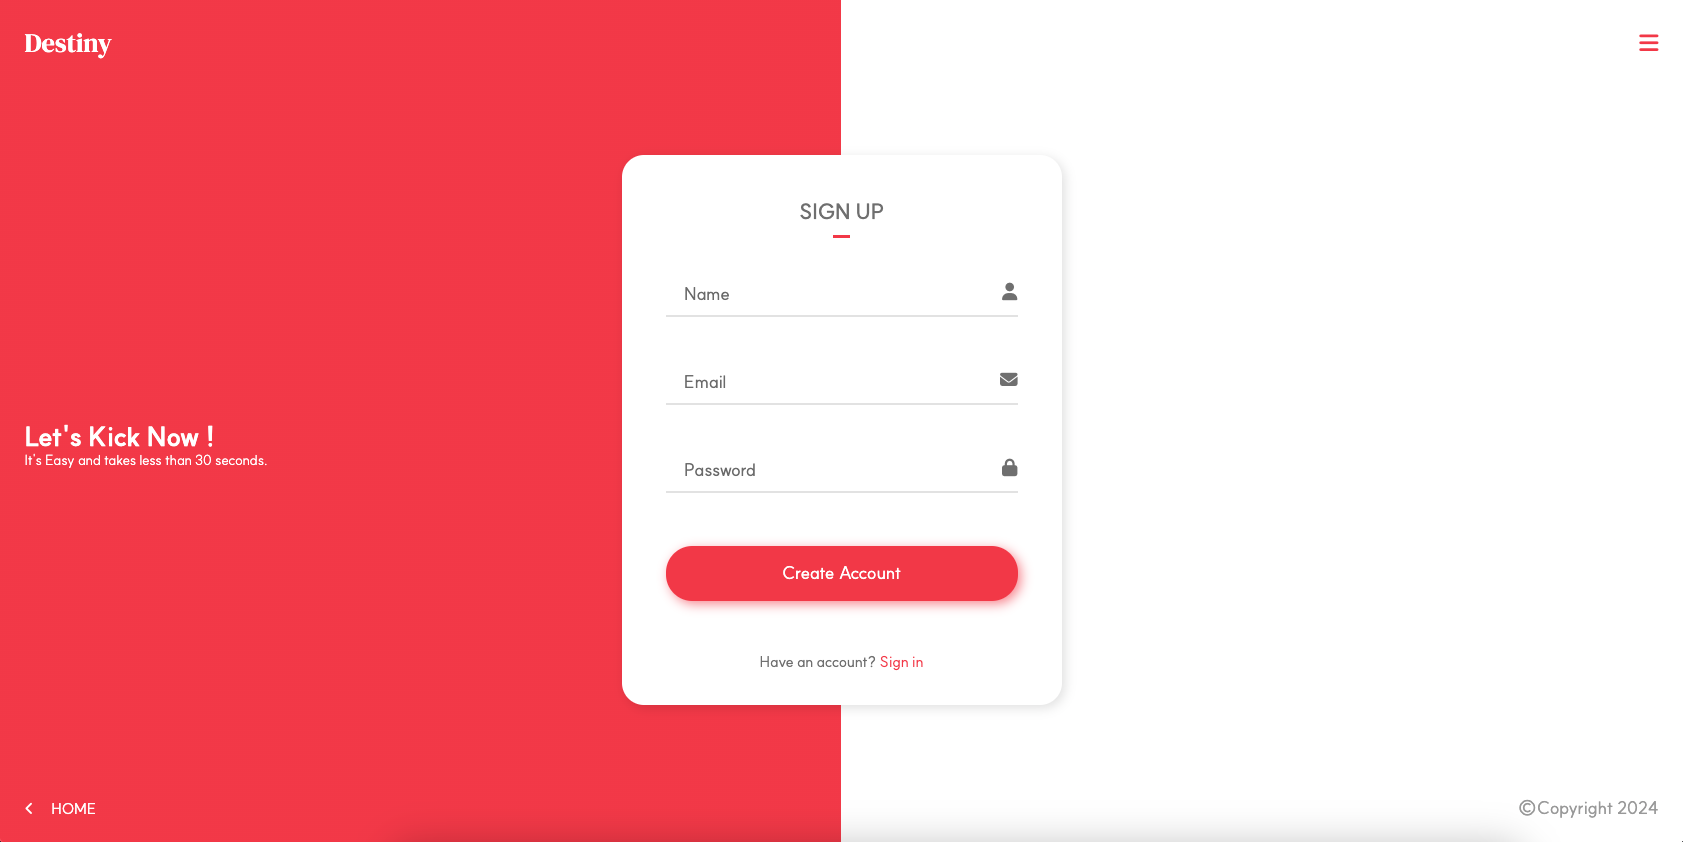 Destiny
SIGN UP
Name
Email
Password
Let's Kick Now !
It's Easy and takes less than 30 seconds.
Create Account
Have an account? Sign in
HOME
©Copyright 2024